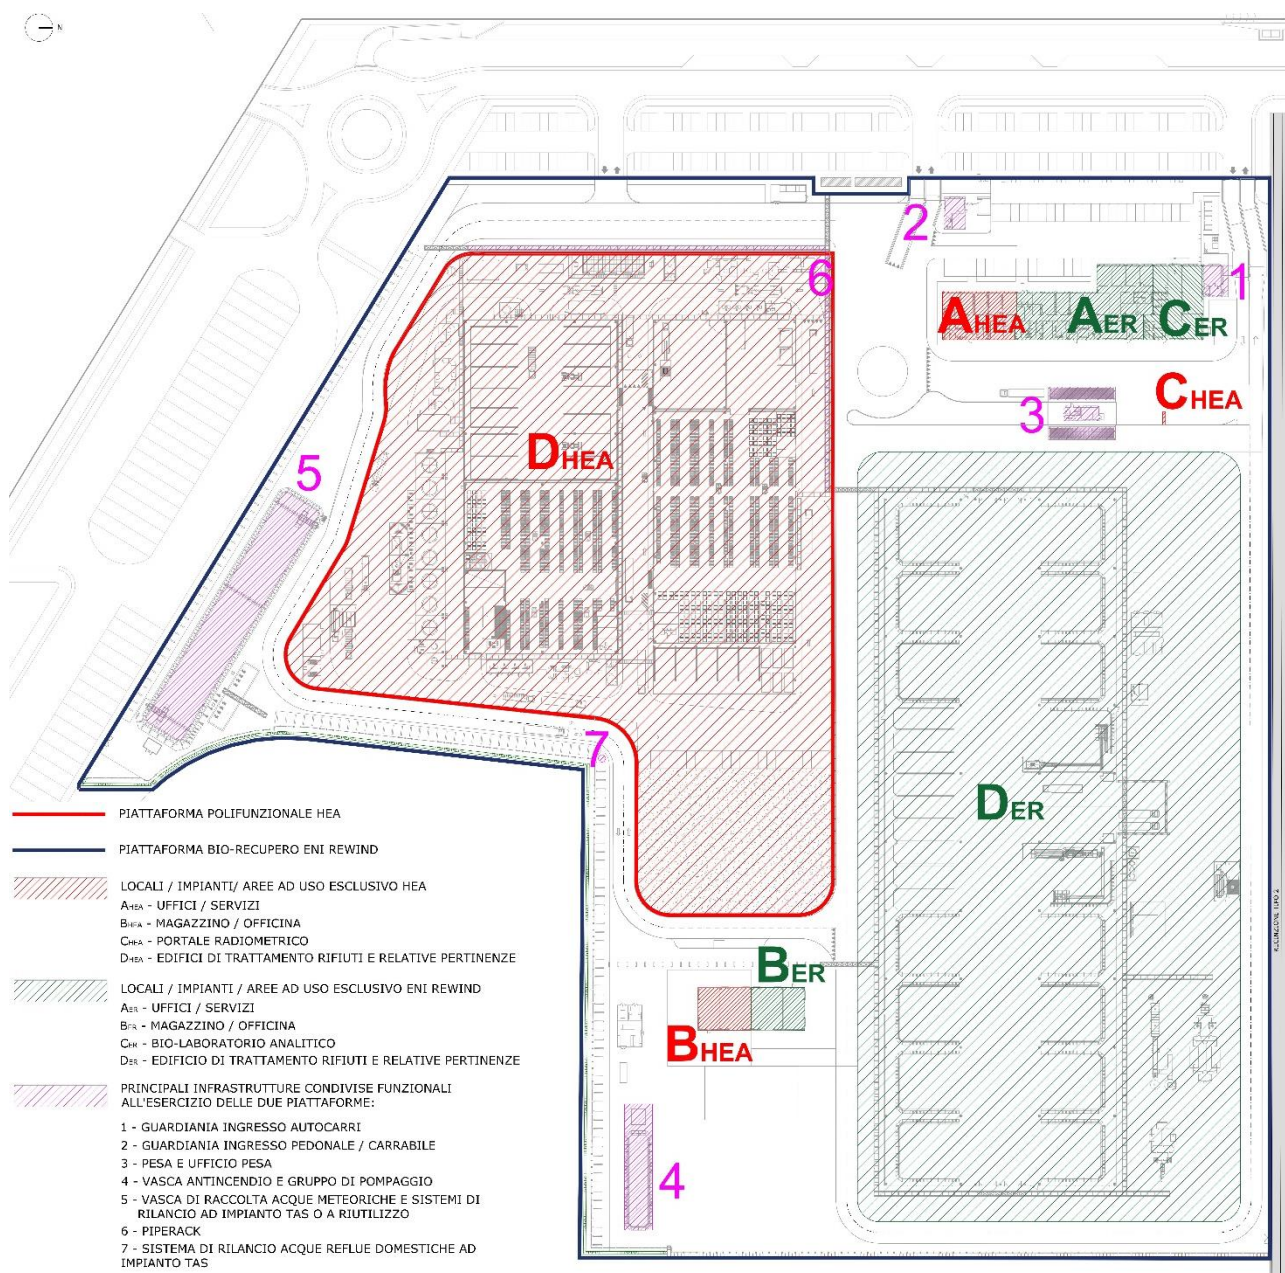 N
2
6
1
AHEA
AER
CER
CHEA
3
DHEA
5
7
DER
PIATTAFORMA POLIFUNZIONALE HEA
PIATTAFORMA BIO-RECUPERO ENI REWIND
LOCALI / IMPIANTI/ AREE AD USO ESCLUSIVO HEA
AHEA - UFFICI / SERVIZI
BHEA - MAGAZZINO / OFFICINA
CHEA - PORTALE RADIOMETRICO
DHEA - EDIFICI DI TRATTAMENTO RIFIUTI E RELATIVE PERTINENZE
BER
LOCALI / IMPIANTI / AREE AD USO ESCLUSIVO ENI REWIND
AER - UFFICI / SERVIZI
BER - MAGAZZINO / OFFICINA
CER - BIO-LABORATORIO ANALITICO
DER - EDIFICIO DI TRATTAMENTO RIFIUTI E RELATIVE PERTINENZE
BHEA
PRINCIPALI INFRASTRUTTURE CONDIVISE FUNZIONALI
ALL'ESERCIZIO DELLE DUE PIATTAFORME:
1 - GUARDIANIA INGRESSO AUTOCARRI
2 - GUARDIANIA INGRESSO PEDONALE / CARRABILE
3 - PESA E UFFICIO PESA
4 - VASCA ANTINCENDIO E GRUPPO DI POMPAGGIO
5 - VASCA DI RACCOLTA ACQUE METEORICHE E SISTEMI DI
RILANCIO AD IMPIANTO TAS O A RIUTILIZZO
6 - PIPERACK
7 - SISTEMA DI RILANCIO ACQUE REFLUE DOMESTICHE AD
IMPIANTO TAS
4
RECINZIONE TIPO 2